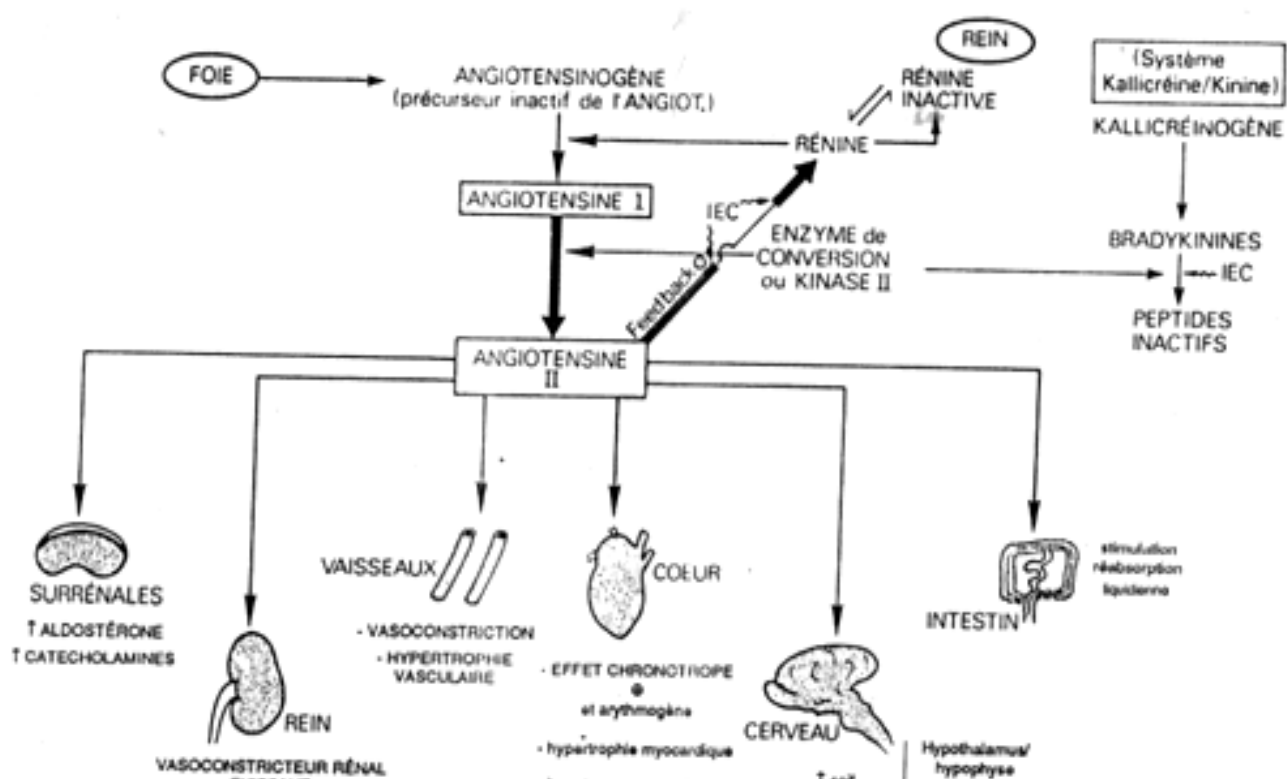 FOIE
ANGIOTENSINOGÈNE
(précurseur inactif de l'ANGIOT.)
REIN
RÉNINE
INACTIVE
RÉNINE
(Système
Kallicréine/Kinine)
KALLICRÉINOGÈNE
ANGIOTENSINE I
IEC
ENZYME de
CONVERSION
ou KINASE II
BRADYKININES
IEC
PEPTIDES
INACTIFS
Feedback
ANGIOTENSINE
II
SURRÉNALES
↑ ALDOSTÉRONE
↑ CATECHOLAMINES
REIN
VASOCONSTRICTEUR RÉNAL
VAISSEAUX
- VASOCONSTRICTION
- HYPERTROPHIE
VASCULAIRE
COEUR
- EFFET CHRONOTROPE
⊕
et arythmogène
- hypertrophie myocardique
CERVEAU
Hypothalamus/
hypophyse
INTESTIN
stimulation
réabsorption
liquidienne